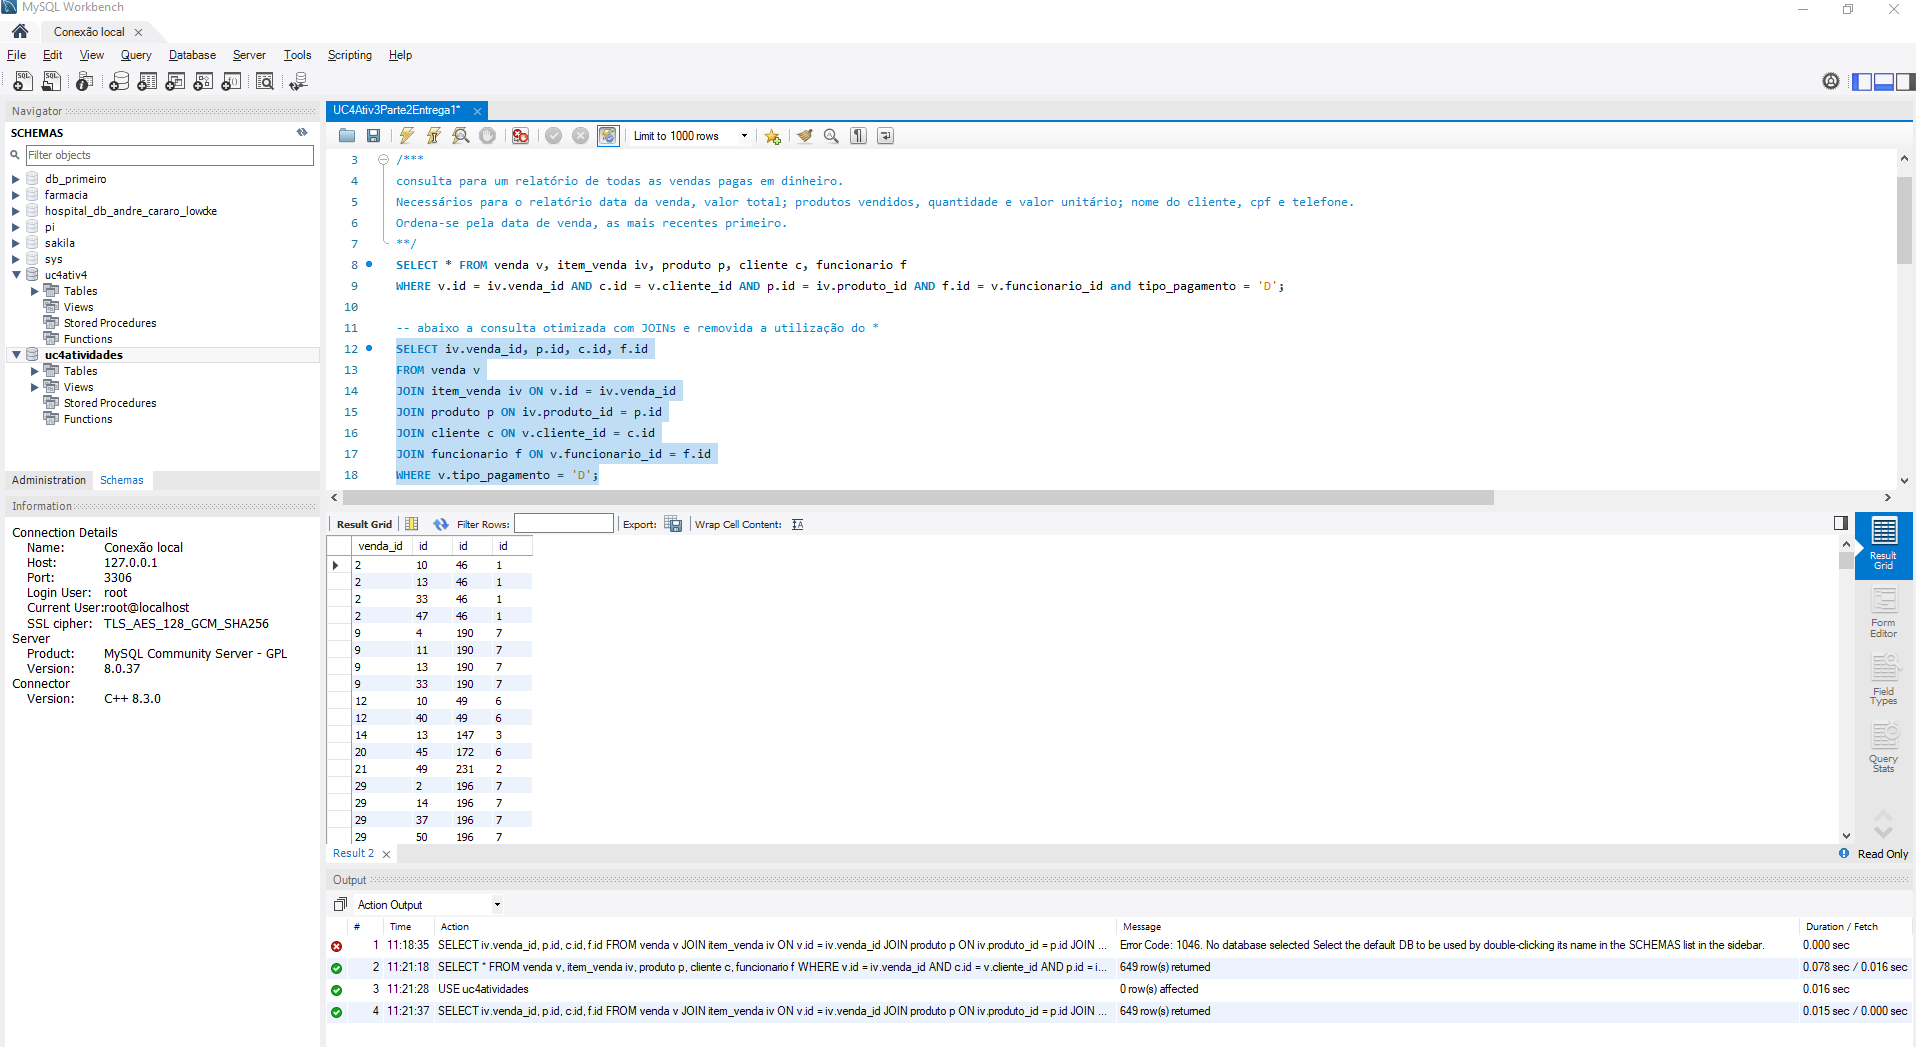 MySQL Workbench
Conexão local
File Edit View Query Database Server Tools Scripting Help
Navigator
SCHEMAS
Filter objects
db_primeiro
farmacia
hospital_db_andre_cararo_lowcke
pi
sakila
sys
uc4ativ4
Tables
Views
Stored Procedures
Functions
uc4atividades
Tables
Views
Stored Procedures
Functions
Administration Schemas
Information
Connection Details
Name: Conexão local
Host: 127.0.0.1
Port: 3306
Login User: root
Current User:root@localhost
SSL cipher: TLS_AES_128_GCM_SHA256
Server
Product: MySQL Community Server - GPL
Version: 8.0.37
Connector
Version: C++ 8.3.0
UC4Ativ3Parte2Entrega1*
Limit to 1000 rows
3 /***
4 consulta para um relatório de todas as vendas pagas em dinheiro.
5 Necessários para o relatório data da venda, valor total; produtos vendidos, quantidade e valor unitário; nome do cliente, cpf e telefone.
6 Ordena-se pela data de venda, as mais recentes primeiro.
7 **/
8 SELECT * FROM venda v, item_venda iv, produto p, cliente c, funcionario f
9 WHERE v.id = iv.venda_id AND c.id = v.cliente_id AND p.id = iv.produto_id AND f.id = v.funcionario_id and tipo_pagamento = 'D';
10
11 -- abaixo a consulta otimizada com JOINs e removida a utilização do *
12 SELECT iv.venda_id, p.id, c.id, f.id
13 FROM venda v
14 JOIN item_venda iv ON v.id = iv.venda_id
15 JOIN produto p ON iv.produto_id = p.id
16 JOIN cliente c ON v.cliente_id = c.id
17 JOIN funcionario f ON v.funcionario_id = f.id
18 WHERE v.tipo_pagamento = 'D';
Result Grid Filter Rows: Export: Wrap Cell Content:
venda_id id id id
2 10 46 1
2 13 46 1
2 33 46 1
2 47 46 1
9 4 190 7
9 11 190 7
9 13 190 7
9 33 190 7
12 10 49 6
12 40 49 6
14 13 147 3
20 45 172 6
21 49 231 2
29 2 196 7
29 14 196 7
29 37 196 7
29 50 196 7
Result
Grid
Form
Editor
Field
Types
Query
Stats
Result 2
Read Only
Output
Action Output
# Time Action Message Duration / Fetch
1 11:18:35 SELECT iv.venda_id, p.id, c.id, f.id FROM venda v JOIN item_venda iv ON v.id = iv.venda_id JOIN produto p ON iv.produto_id = p.id JOIN ... Error Code: 1046. No database selected Select the default DB to be used by double-clicking its name in the SCHEMAS list in the sidebar. 0.000 sec
2 11:21:18 SELECT * FROM venda v, item_venda iv, produto p, cliente c, funcionario f WHERE v.id = iv.venda_id AND c.id = v.cliente_id AND p.id = i... 649 row(s) returned 0.078 sec / 0.016 sec
3 11:21:28 USE uc4atividades 0 row(s) affected 0.016 sec
4 11:21:37 SELECT iv.venda_id, p.id, c.id, f.id FROM venda v JOIN item_venda iv ON v.id = iv.venda_id JOIN produto p ON iv.produto_id = p.id JOIN ... 649 row(s) returned 0.015 sec / 0.000 sec